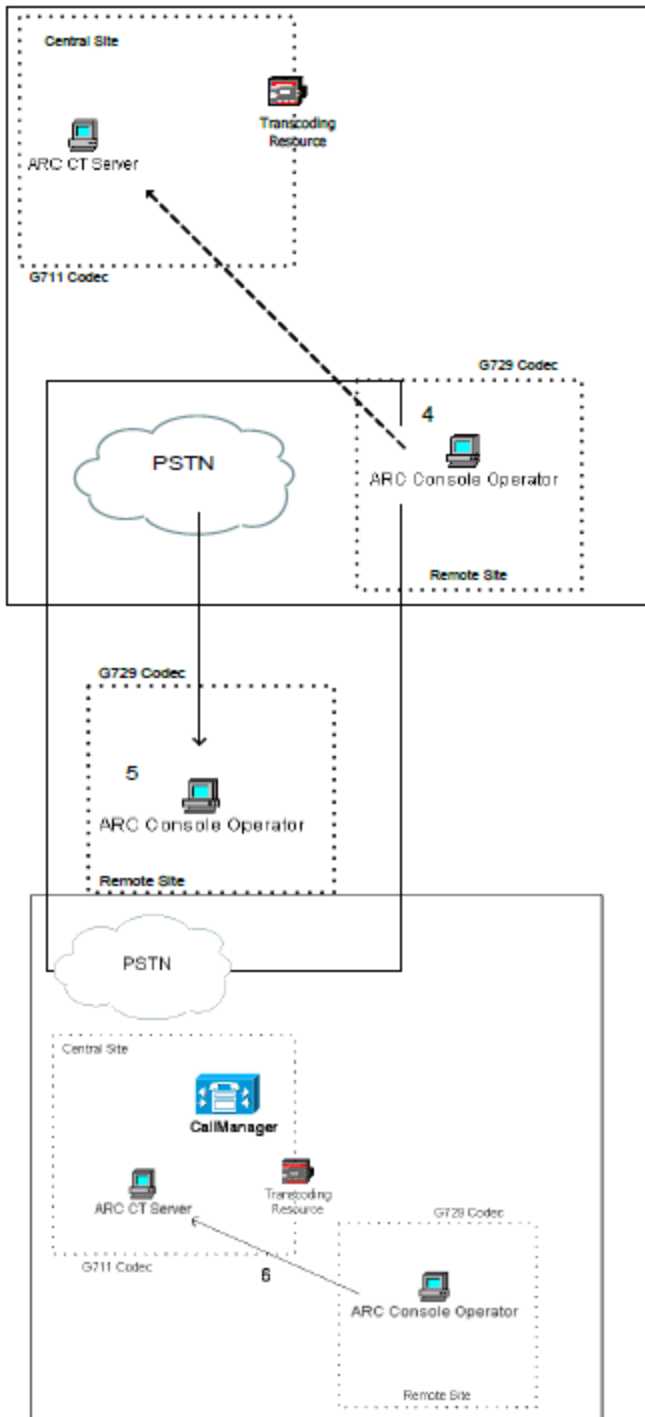 Central Site
Transcoding
Resource
ARC CT Server
G711 Codec
G729 Codec
4
PSTN
ARC Console Operator
Remote Site
G729 Codec
5
ARC Console Operator
Remote Site
PSTN
Central Site
CallManager
Transcoding
Resource
ARC CT Server
G729 Codec
G711 Codec
6
ARC Console Operator
Remote Site